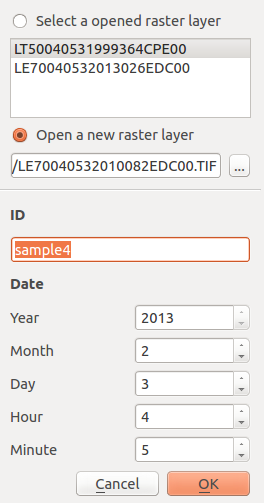 Select a opened raster layer
LT50040531999364CPE00
LE70040532013026EDC00
Open a new raster layer
/LE70040532010082EDC00.TIF ...
ID
sample4
Date
Year 2013
Month 2
Day 3
Hour 4
Minute 5
Cancel OK